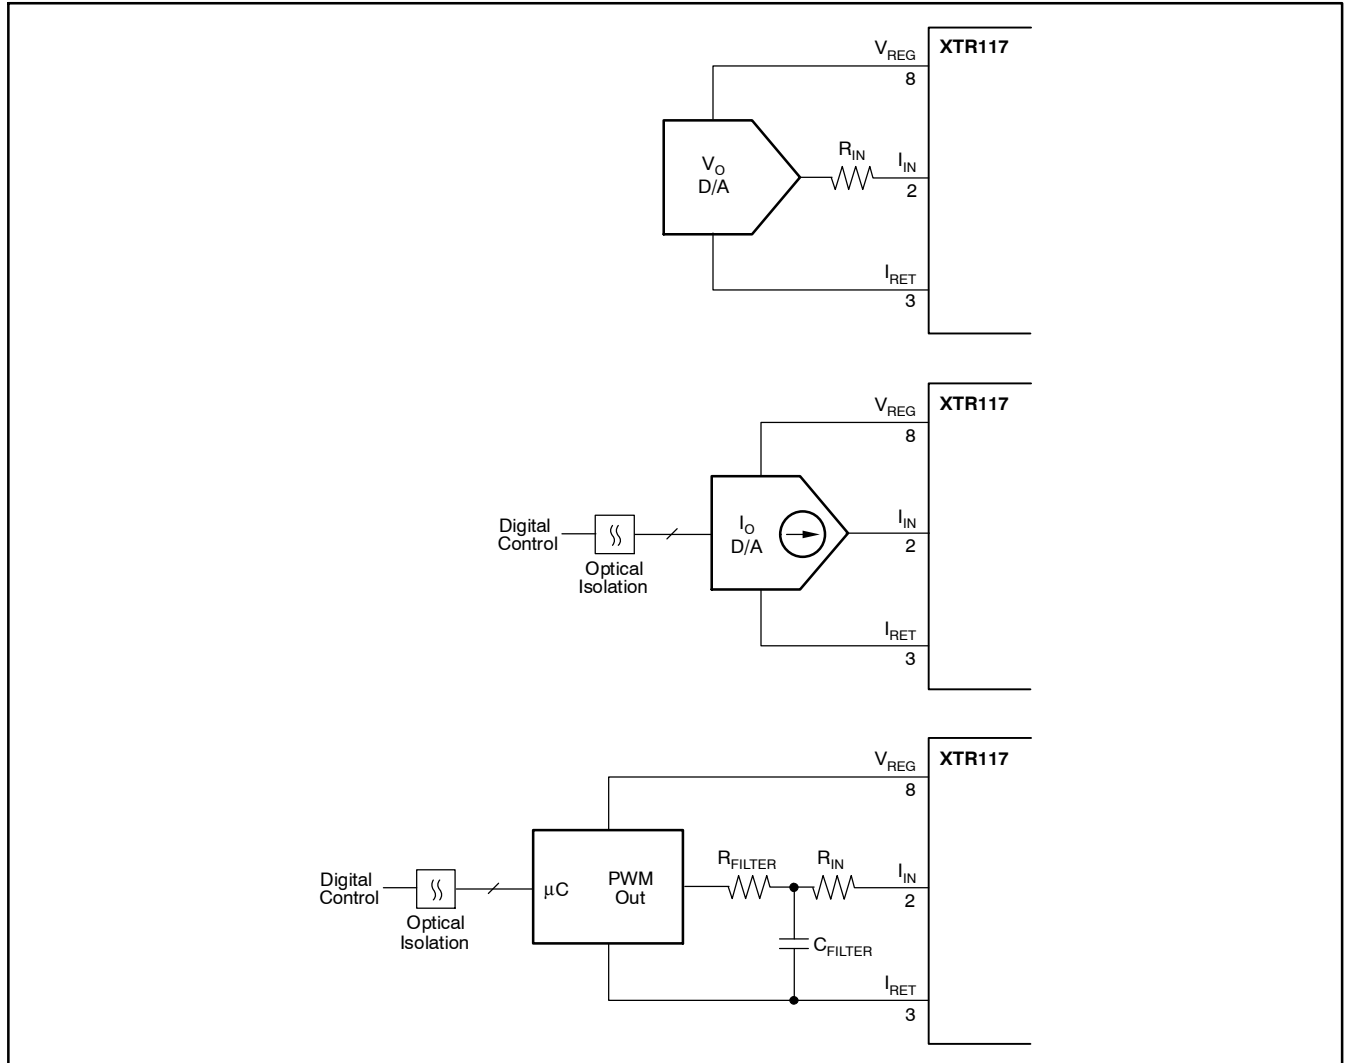 XTR117
V_REG
8
V_O
D/A
R_IN
I_IN
2
I_RET
3
XTR117
V_REG
8
Digital
Control
Optical
Isolation
I_O
D/A
I_IN
2
I_RET
3
XTR117
V_REG
8
Digital
Control
Optical
Isolation
μC
PWM
Out
R_FILTER
R_IN
C_FILTER
I_IN
2
I_RET
3